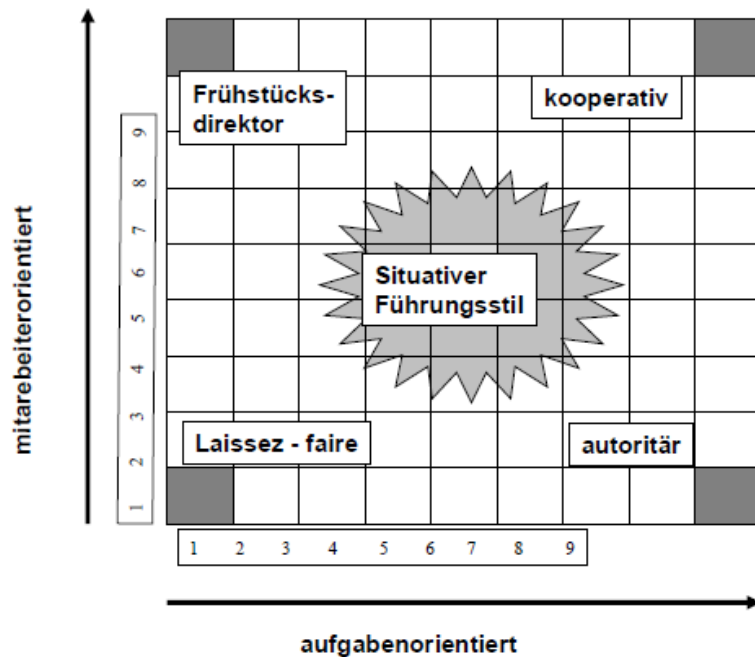 Frühstücks-
direktor
kooperativ
Situativer
Führungsstil
Laissez - faire
autoritär
mitarebeiterorientiert
9
8
7
6
5
4
3
2
1
1 2 3 4 5 6 7 8 9
aufgabenorientiert